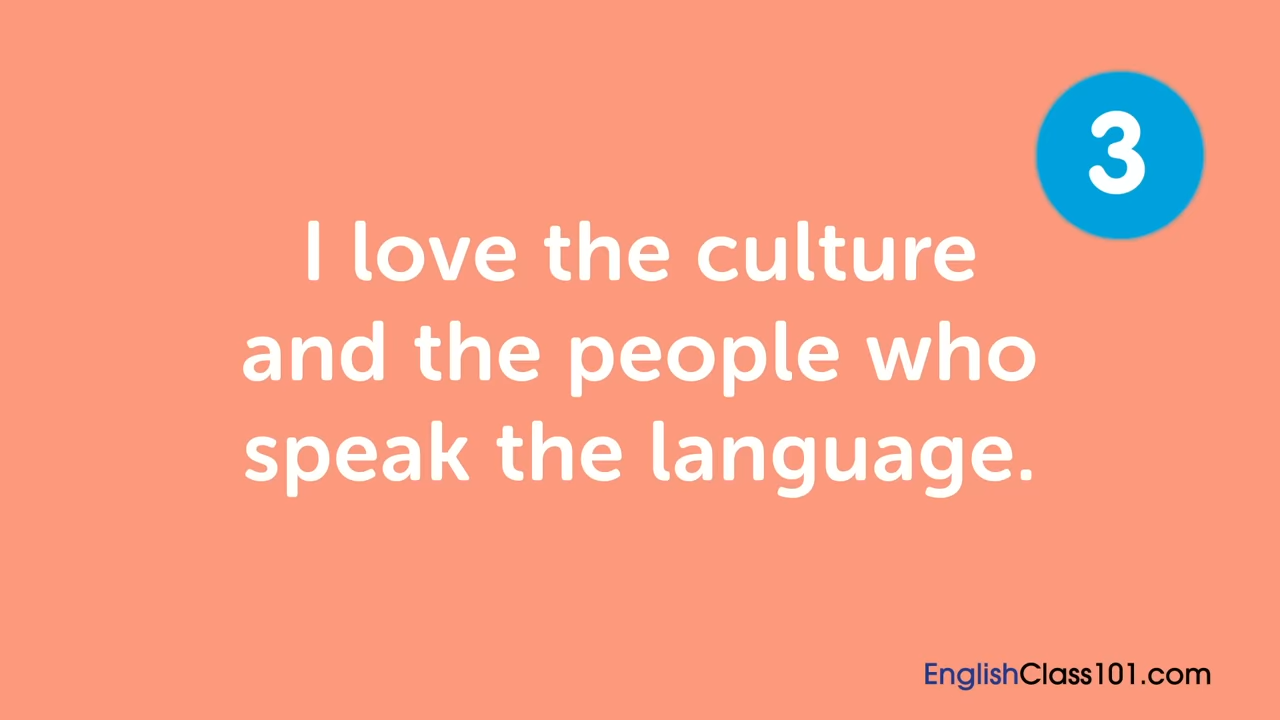 3
I love the culture
and the people who
speak the language.
EnglishClass101.com